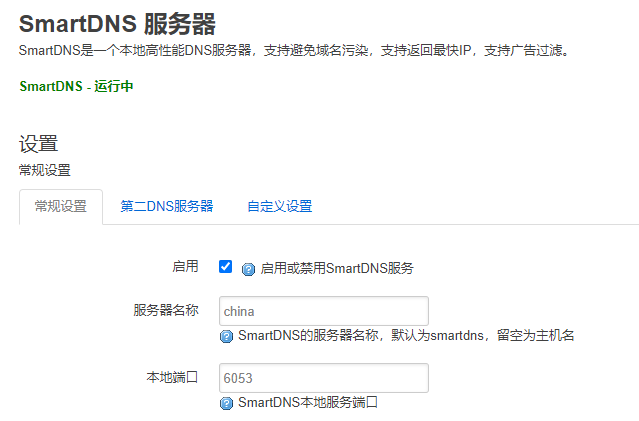 SmartDNS 服务器
SmartDNS是一个本地高性能DNS服务器，支持避免域名污染，支持返回最快IP，支持广告过滤。
SmartDNS - 运行中
设置
常规设置
常规设置 第二DNS服务器 自定义设置
启用 启用或禁用SmartDNS服务
服务器名称 china
SmartDNS的服务器名称，默认为smartdns，留空为主机名
本地端口 6053
SmartDNS本地服务端口